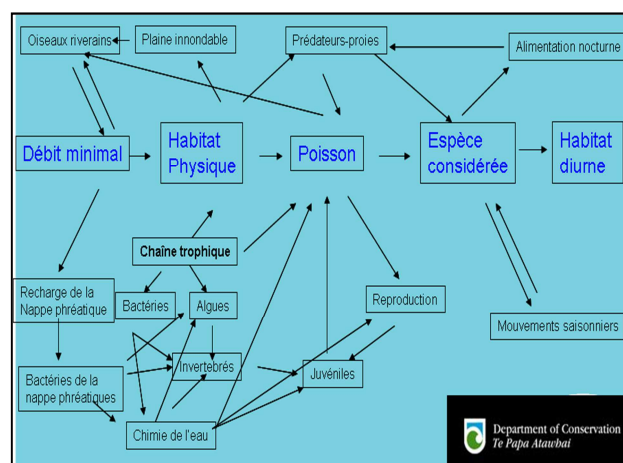 Oiseaux riverains
Plaine innondable
Prédateurs-proies
Alimentation nocturne
Débit minimal
Habitat
Physique
Poisson
Espèce
considérée
Habitat
diurne
Chaîne trophique
Recharge de la
Nappe phréatique
Bactéries
Algues
Reproduction
Mouvements saisonniers
Invertebrés
Juvéniles
Bactéries de la
nappe phréatiques
Chimie de l'eau
Department of Conservation
Te Papa Atawhai